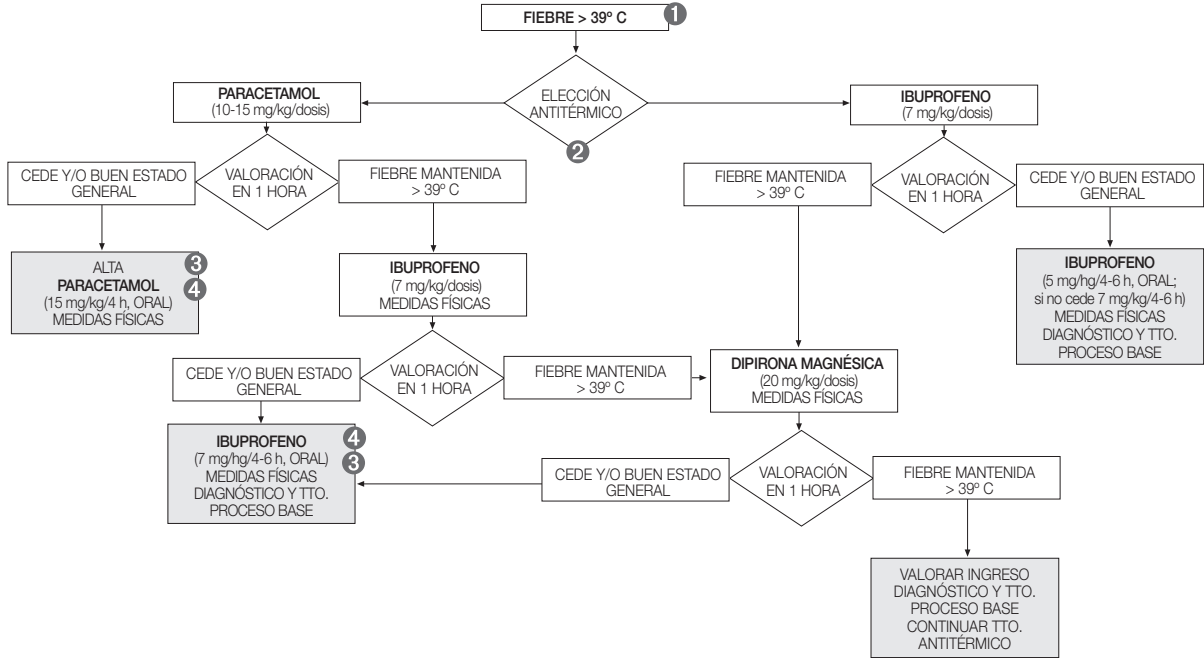 FIEBRE > 39º C
1
ELECCIÓN
ANTITÉRMICO
2
PARACETAMOL
(10-15 mg/kg/dosis)
IBUPROFENO
(7 mg/kg/dosis)
CEDE Y/O BUEN ESTADO
GENERAL
VALORACIÓN
EN 1 HORA
FIEBRE MANTENIDA
> 39º C
FIEBRE MANTENIDA
> 39º C
VALORACIÓN
EN 1 HORA
CEDE Y/O BUEN ESTADO
GENERAL
ALTA
PARACETAMOL
(15 mg/kg/4 h, ORAL)
MEDIDAS FÍSICAS
3
4
IBUPROFENO
(7 mg/kg/dosis)
MEDIDAS FÍSICAS
IBUPROFENO
(5 mg/hg/4-6 h, ORAL;
si no cede 7 mg/kg/4-6 h)
MEDIDAS FÍSICAS
DIAGNÓSTICO Y TTO.
PROCESO BASE
CEDE Y/O BUEN ESTADO
GENERAL
VALORACIÓN
EN 1 HORA
FIEBRE MANTENIDA
> 39º C
DIPIRONA MAGNÉSICA
(20 mg/kg/dosis)
MEDIDAS FÍSICAS
IBUPROFENO
(7 mg/hg/4-6 h, ORAL)
MEDIDAS FÍSICAS
DIAGNÓSTICO Y TTO.
PROCESO BASE
4
3
CEDE Y/O BUEN ESTADO
GENERAL
VALORACIÓN
EN 1 HORA
FIEBRE MANTENIDA
> 39º C
VALORAR INGRESO
DIAGNÓSTICO Y TTO.
PROCESO BASE
CONTINUAR TTO.
ANTITÉRMICO